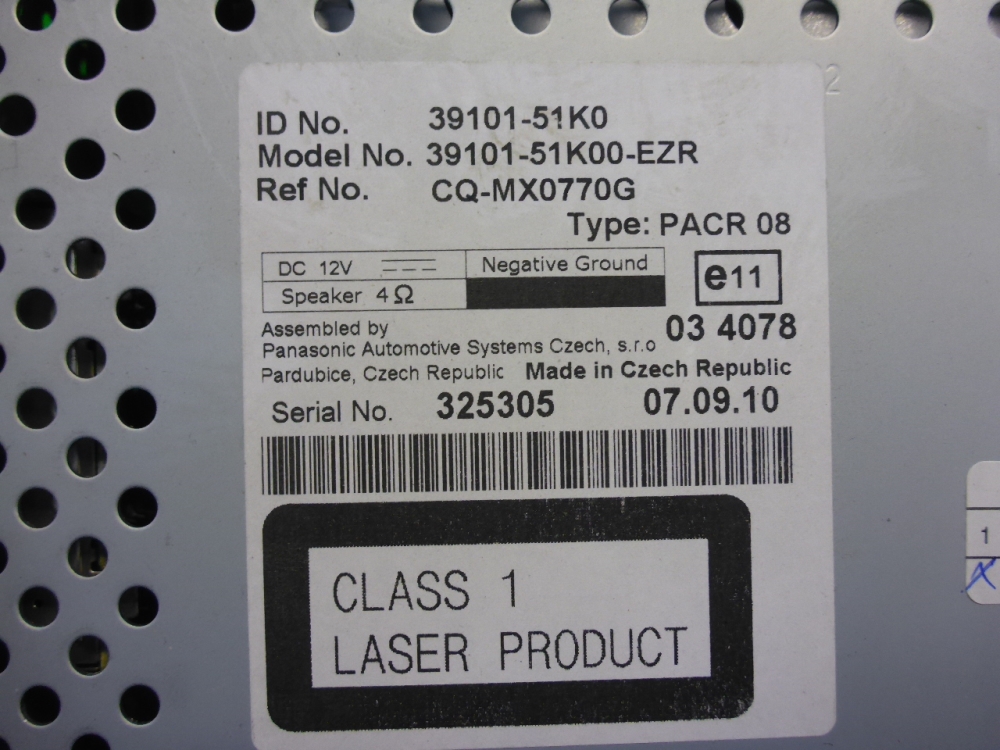 2
ID No. 39101-51K0
Model No. 39101-51K00-EZR
Ref No. CQ-MX0770G
Type: PACR 08
DC 12V Negative Ground
Speaker 4Ω
e11
03 4078
Assembled by
Panasonic Automotive Systems Czech, s.r.o
Pardubice, Czech Republic Made in Czech Republic
Serial No. 325305 07.09.10
CLASS 1
LASER PRODUCT
1
X